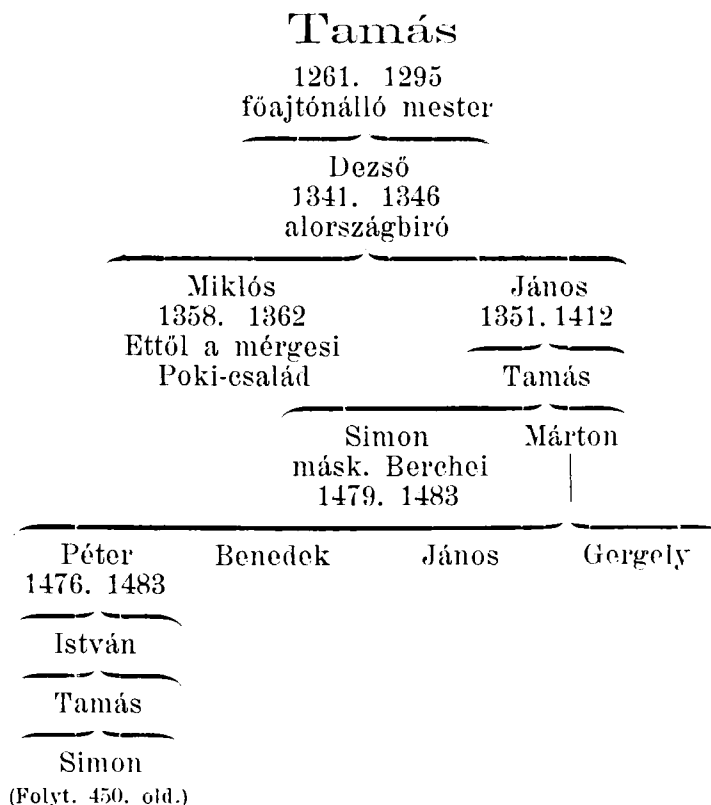 Tamás
1261. 1295
főajtónálló mester
Dezső
1341. 1346
alországbiró
Miklós János
1358. 1362 1351. 1412
Ettől a mérgesi
Poki-család Tamás
Simon Márton
másk. Berchei
1479. 1483
Péter Benedek János Gergely
1476. 1483
István
Tamás
Simon
(Folyt. 450. old.)